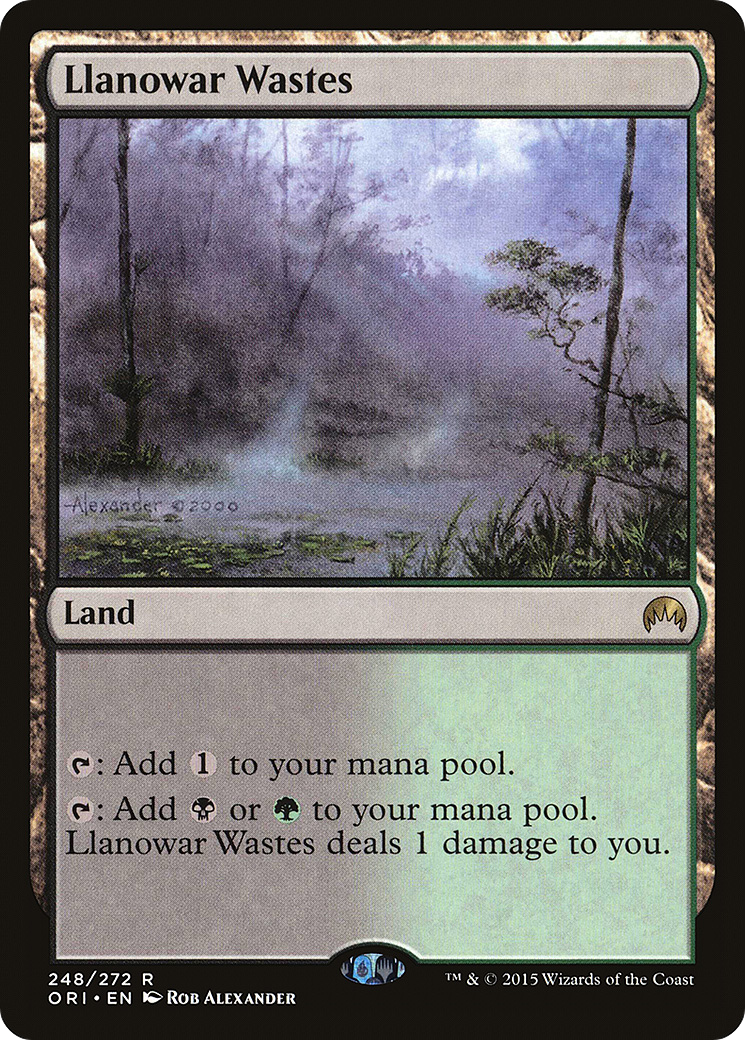 Llanowar Wastes
Alexander © 2000
Land
: Add 1 to your mana pool.
: Add or to your mana pool.
Llanowar Wastes deals 1 damage to you.
248/272 R
ORI • EN Rob Alexander
™ & © 2015 Wizards of the Coast